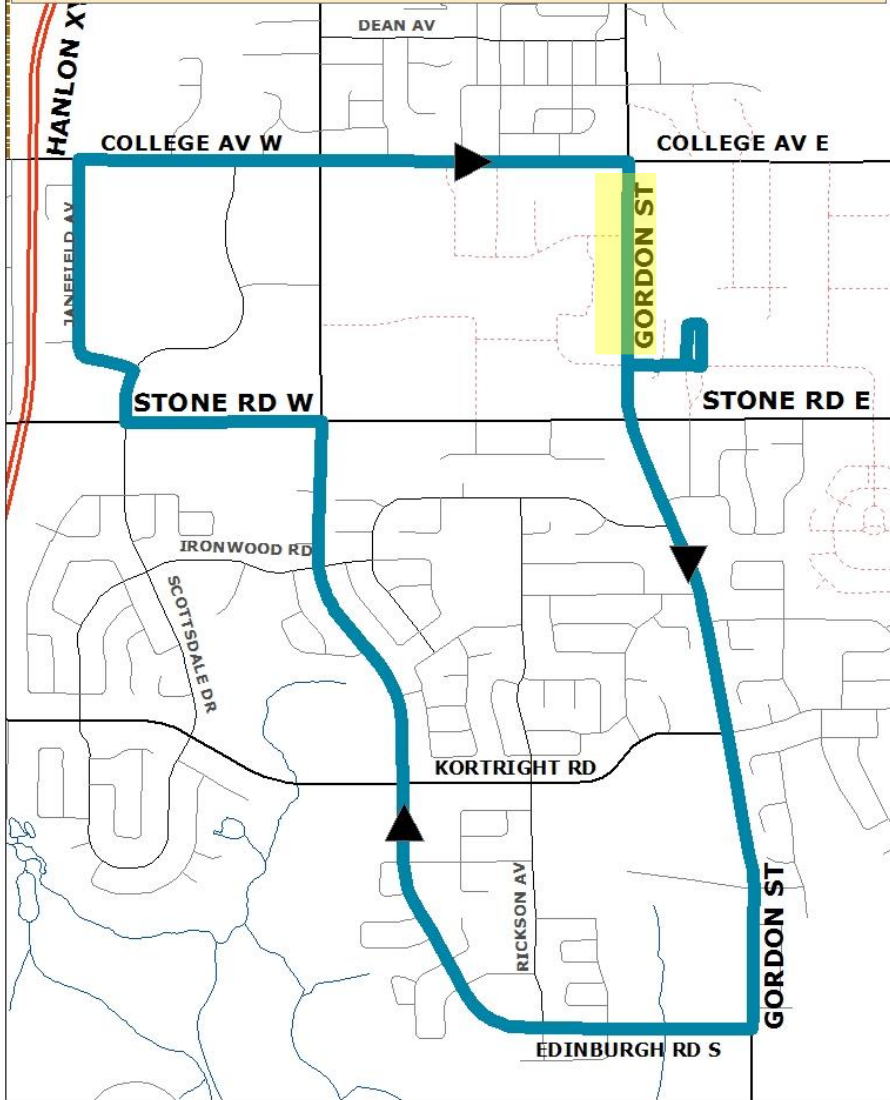 DEAN AV
HANLON XY
COLLEGE AV W
COLLEGE AV E
JANEFIELD AV
GORDON ST
STONE RD W
STONE RD E
IRONWOOD RD
SCOTTSDALE DR
KORTRIGHT RD
RICKSON AV
GORDON ST
EDINBURGH RD S